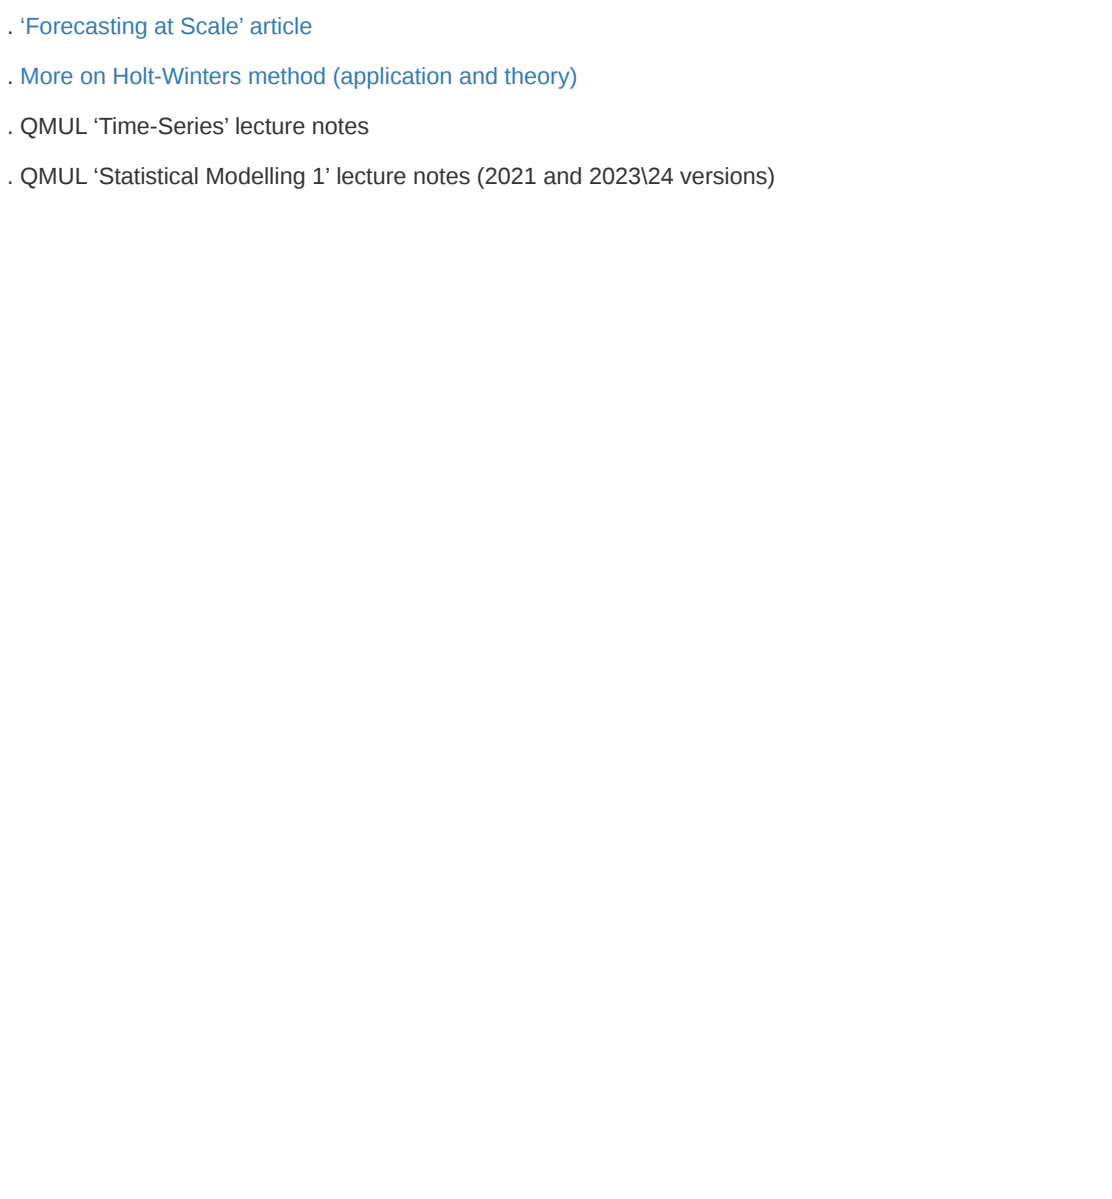 . ‘Forecasting at Scale’ article
. More on Holt-Winters method (application and theory)
. QMUL ‘Time-Series’ lecture notes
. QMUL ‘Statistical Modelling 1’ lecture notes (2021 and 2023\24 versions)